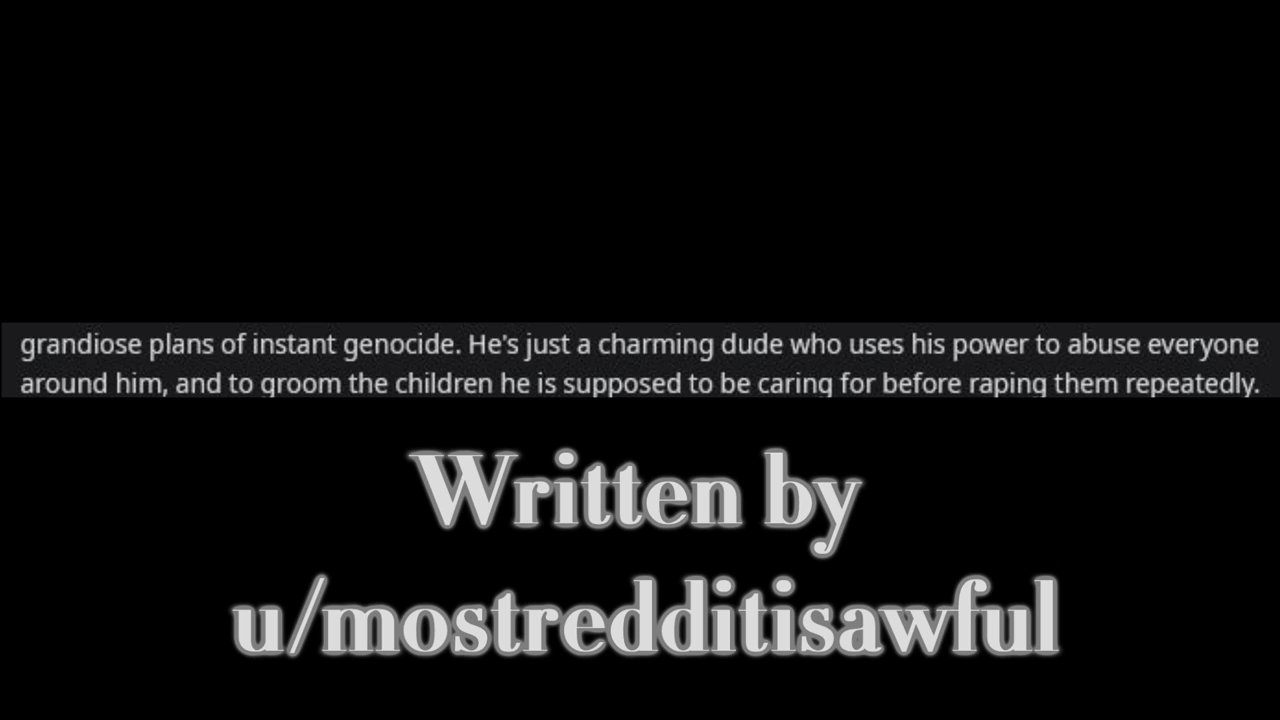 grandiose plans of instant genocide. He's just a charming dude who uses his power to abuse everyone
around him, and to groom the children he is supposed to be caring for before raping them repeatedly.
Written by
u/mostredditisawful